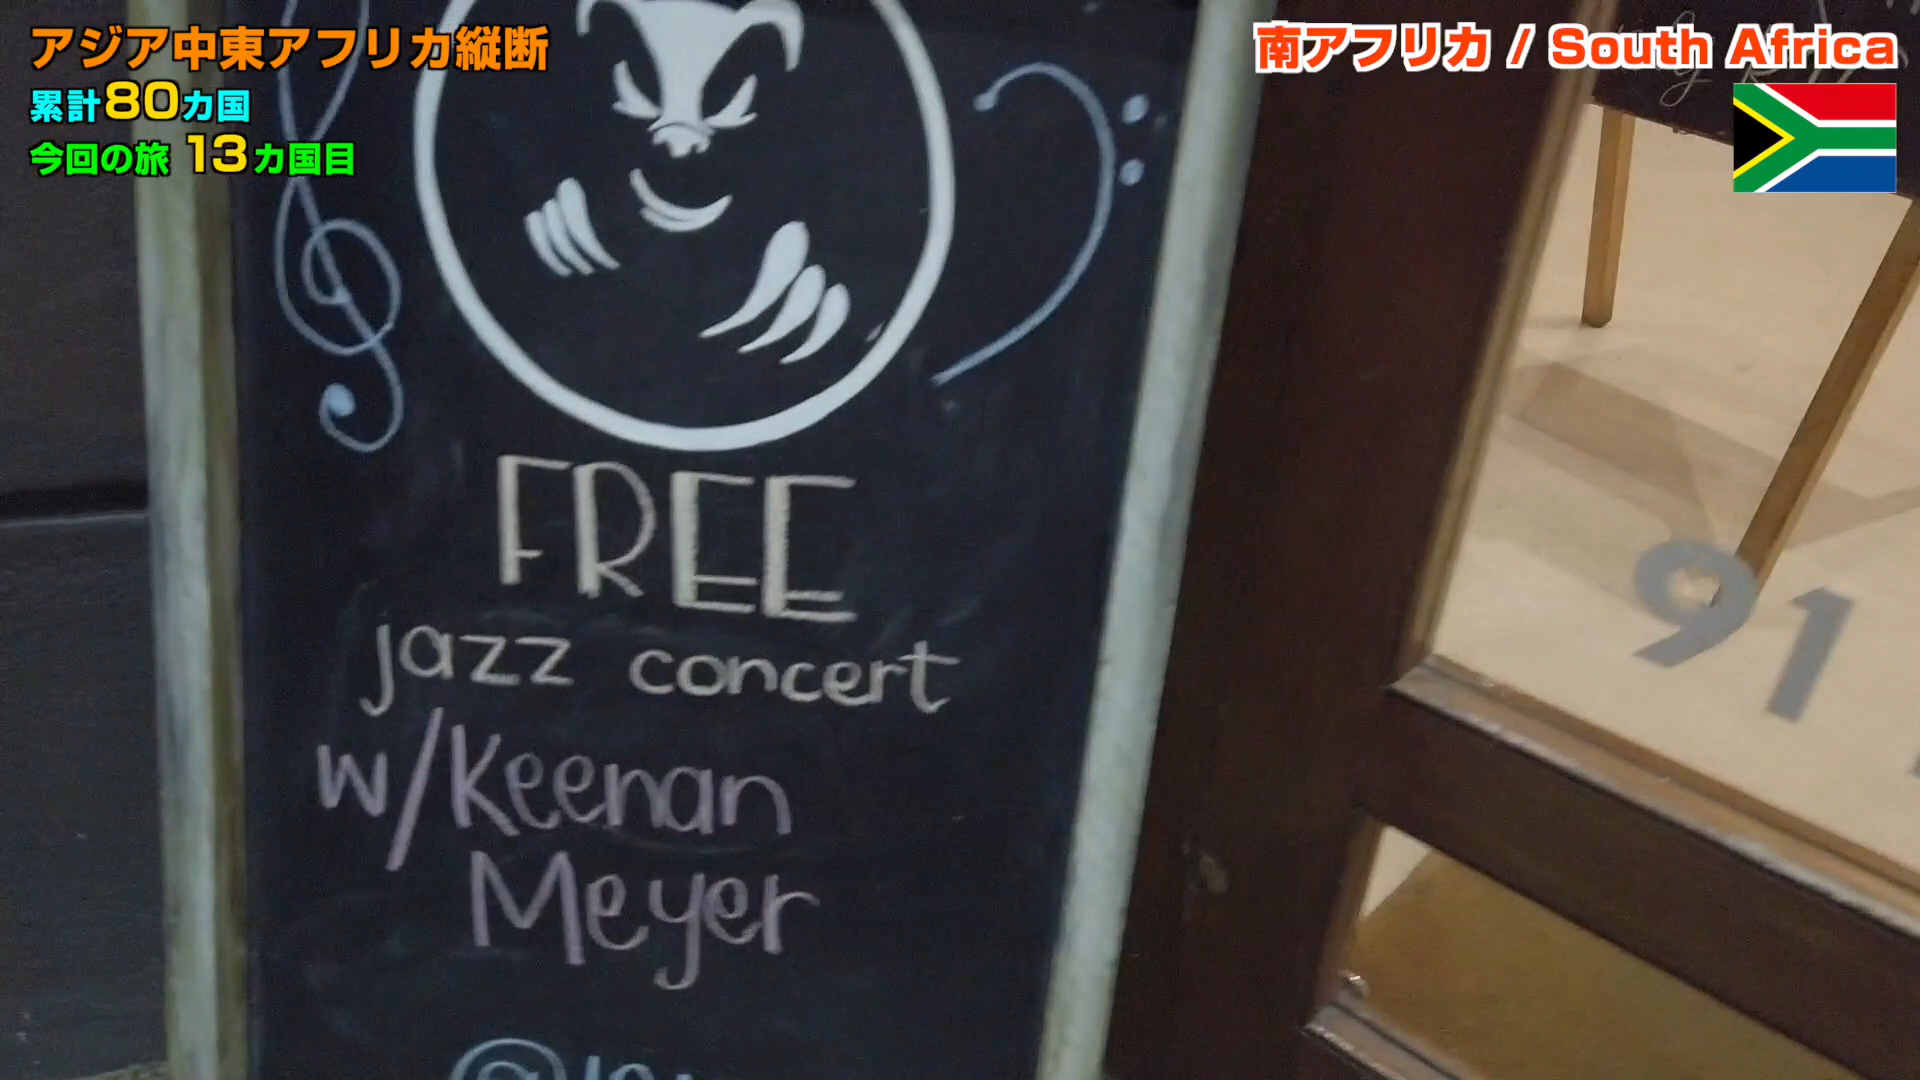 アジア中東アフリカ縦断
累計80カ国
今回の旅 13カ国目
南アフリカ / South Africa
FREE
jazz concert
w/Keenan
Meyer
91